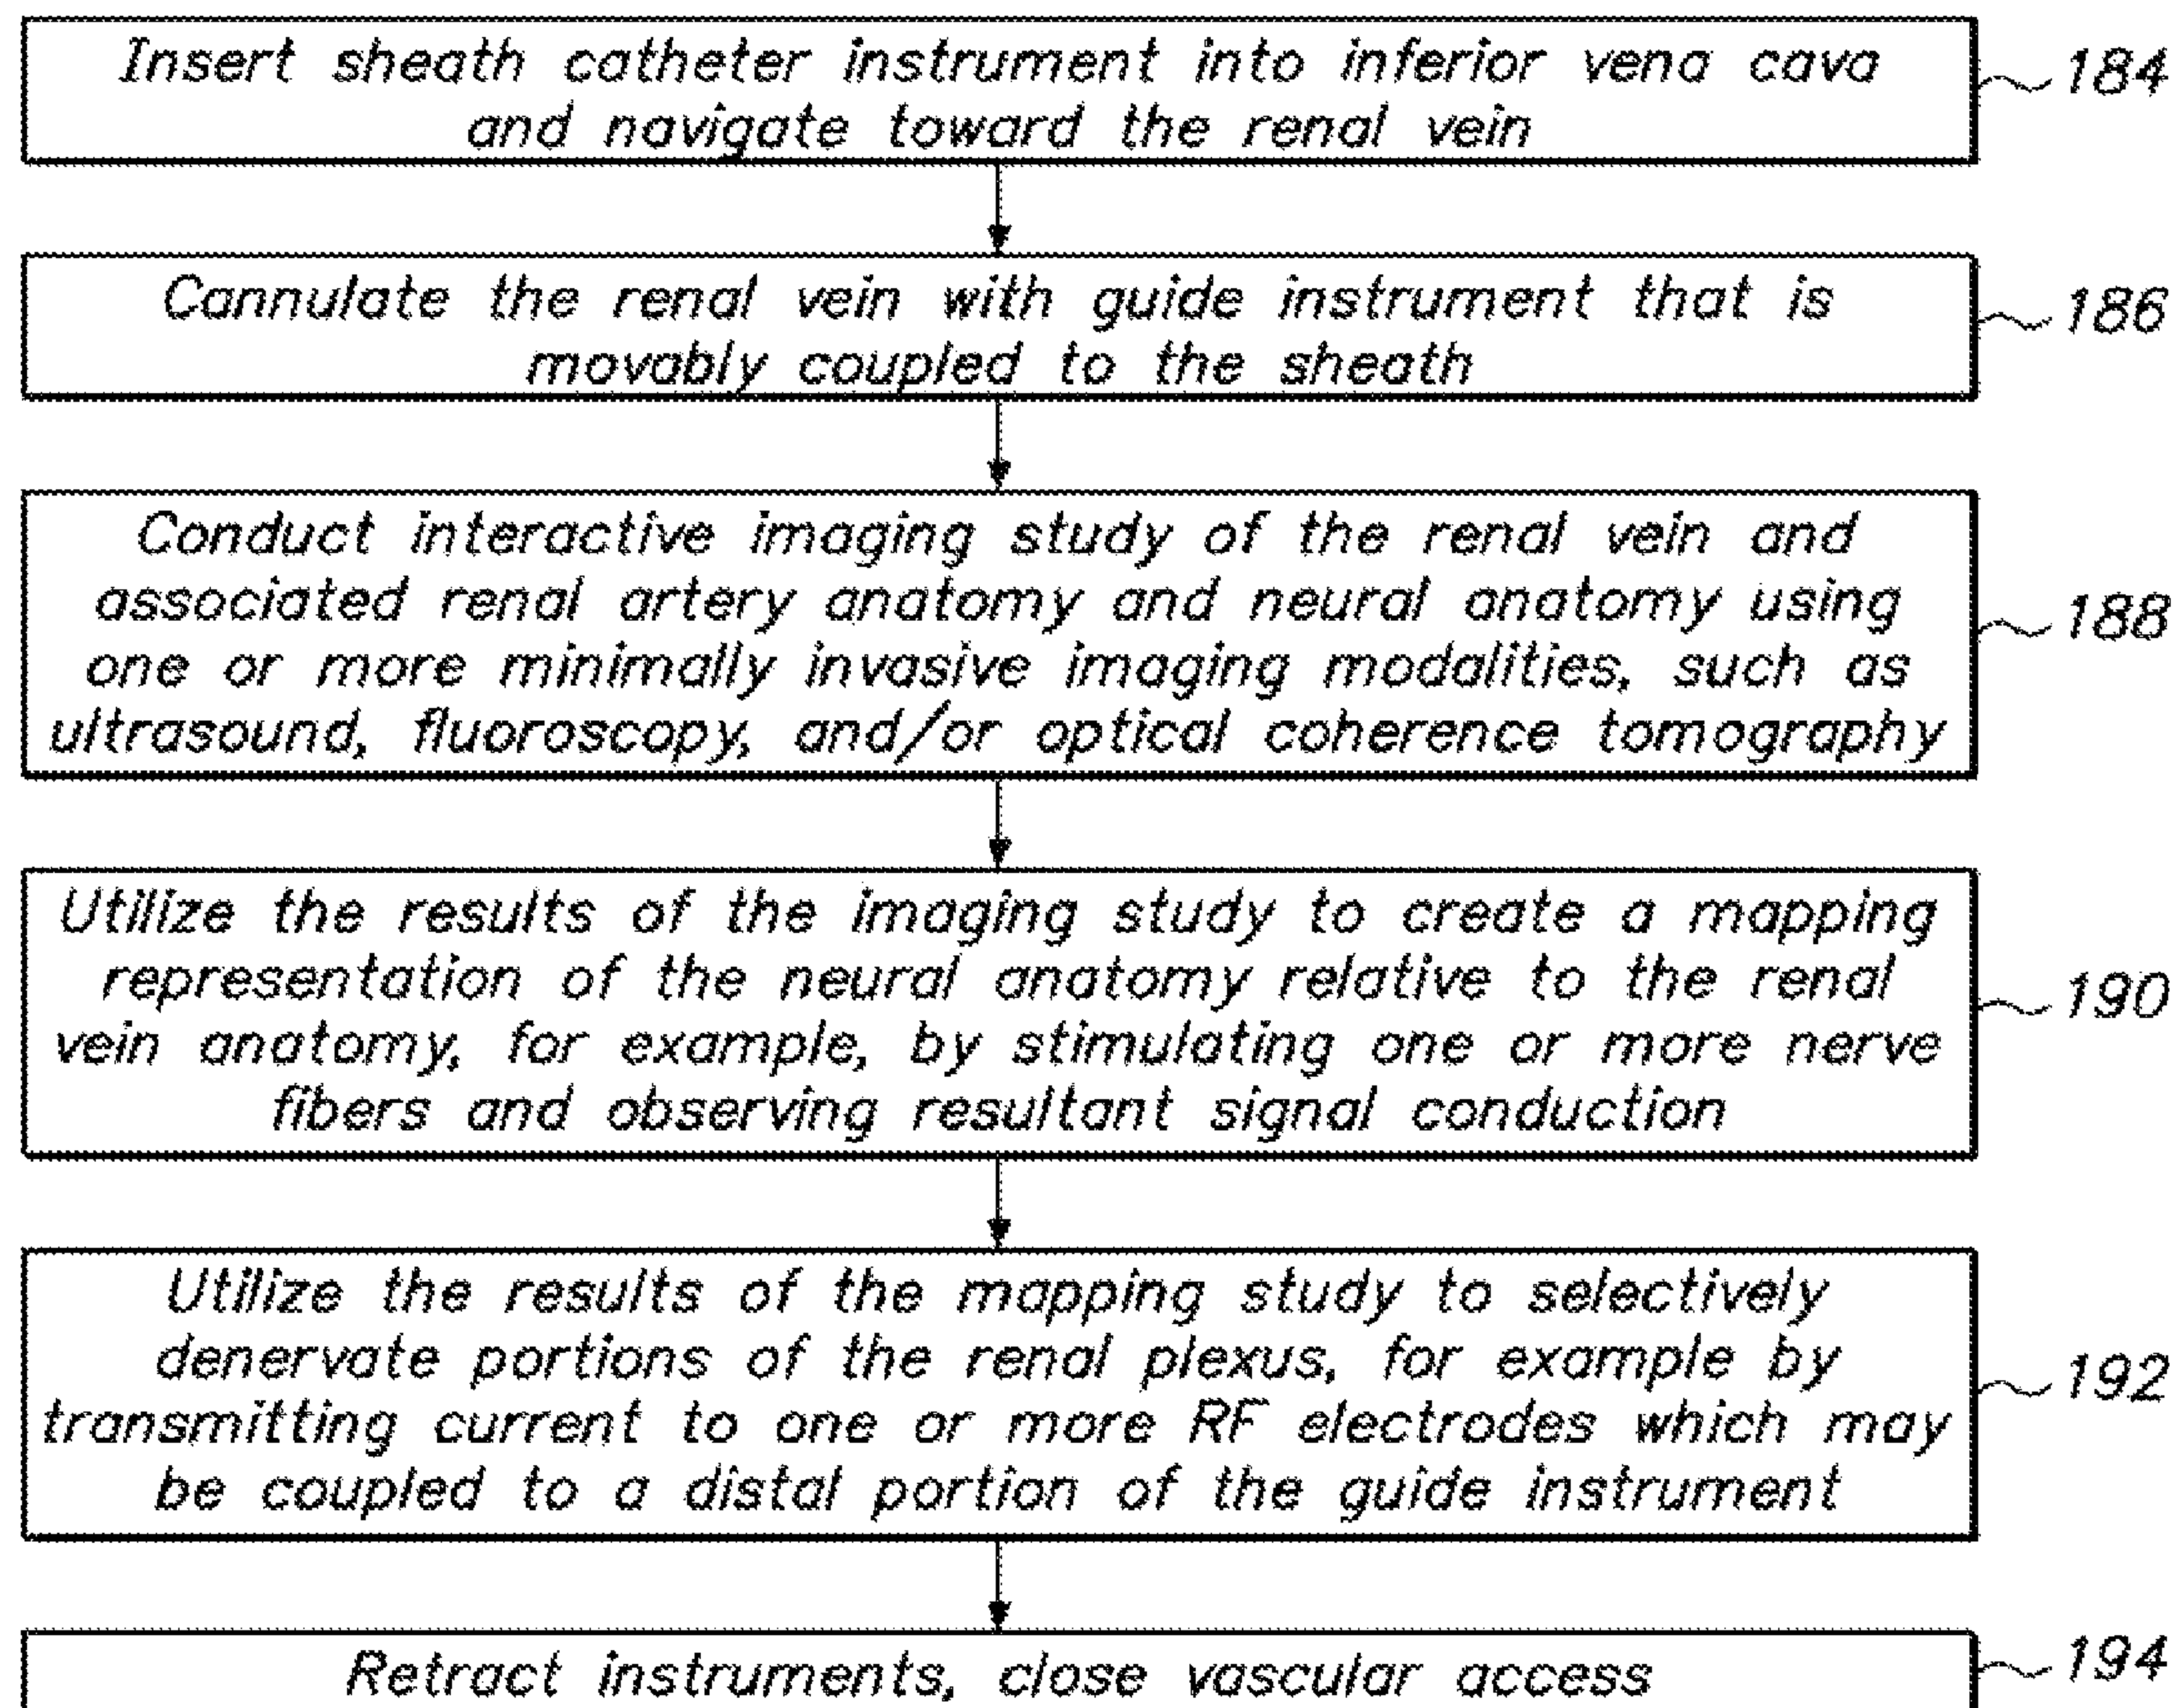 Insert sheath catheter instrument into inferior vena cava
and navigate toward the renal vein
184
Cannulate the renal vein with guide instrument that is
movably coupled to the sheath
186
Conduct interactive imaging study of the renal vein and
associated renal artery anatomy and neural anatomy using
one or more minimally invasive imaging modalities, such as
ultrasound, fluoroscopy, and/or optical coherence tomography
188
Utilize the results of the imaging study to create a mapping
representation of the neural anatomy relative to the renal
vein anatomy, for example, by stimulating one or more nerve
fibers and observing resultant signal conduction
190
Utilize the results of the mapping study to selectively
denervate portions of the renal plexus, for example by
transmitting current to one or more RF electrodes which may
be coupled to a distal portion of the guide instrument
192
Retract instruments, close vascular access
194